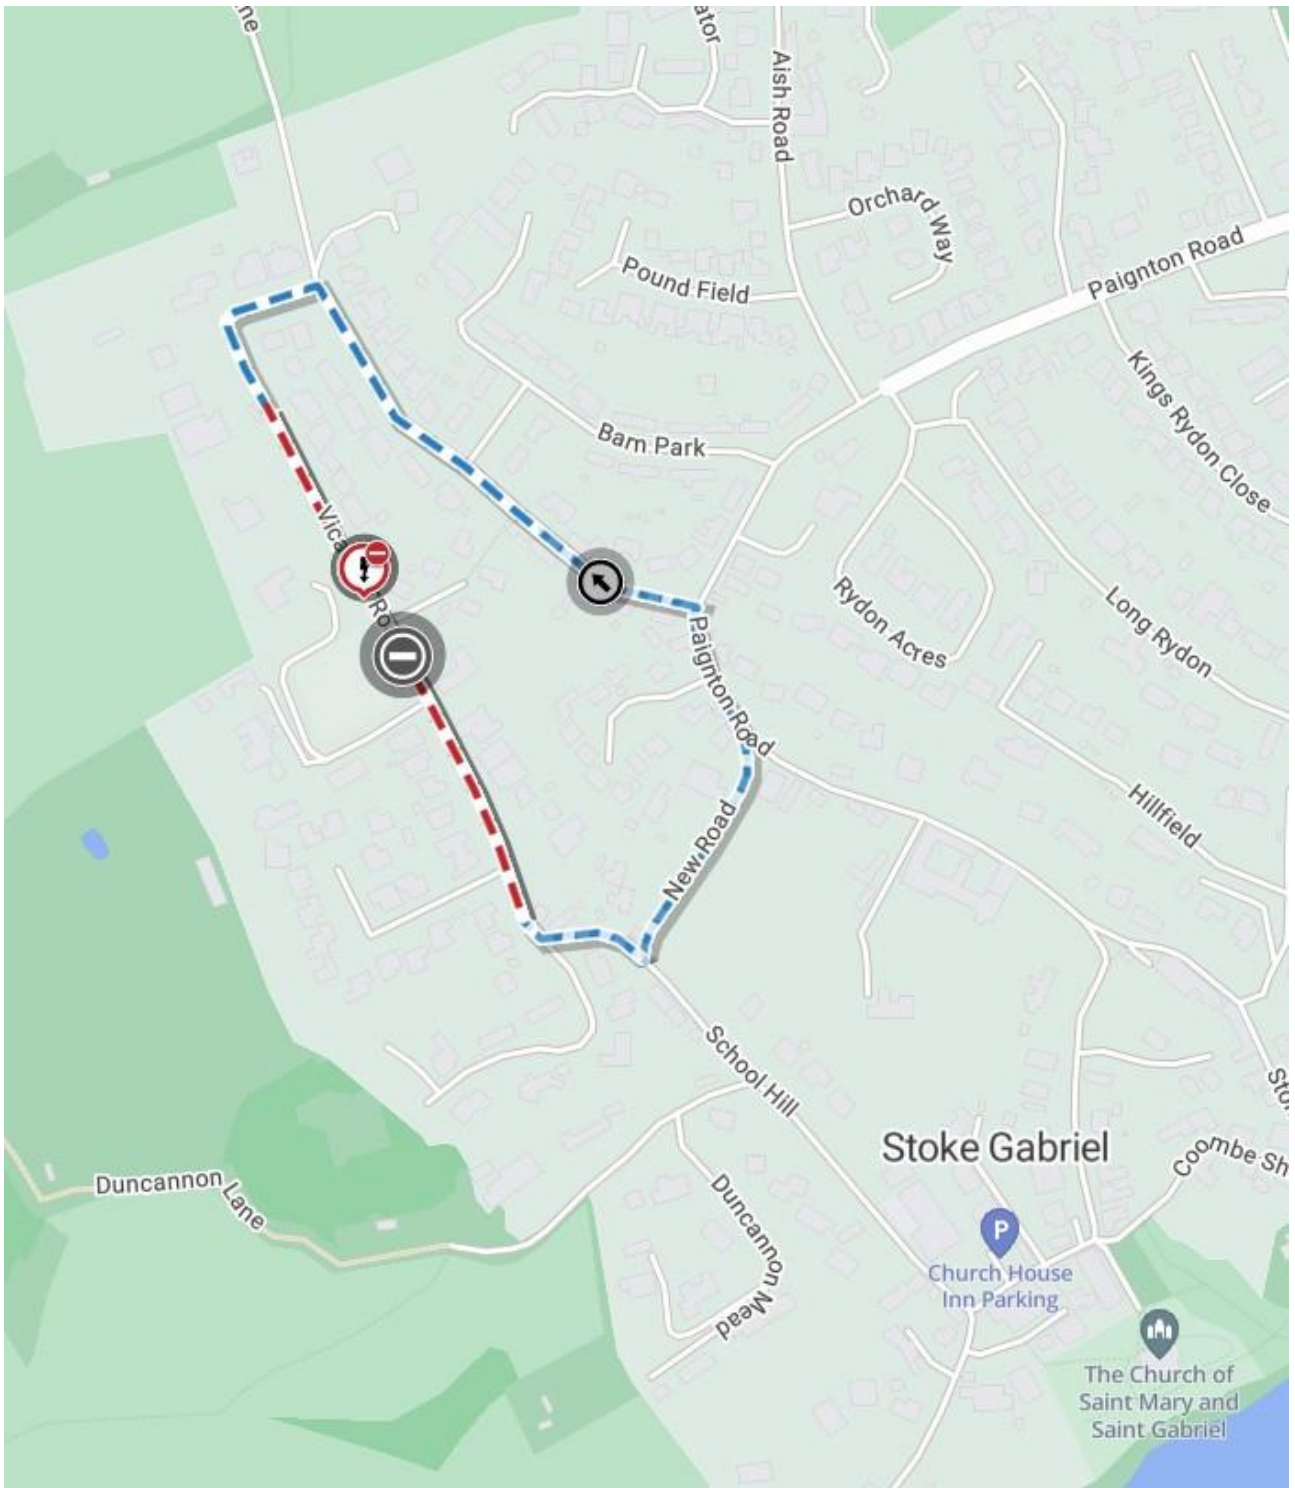 Aish Road
Orchard Way
Pound Field
Paignton Road
Kings Rydon Close
Barn Park
Rydon Acres
Long Rydon
Paignton Road
Hillfield
New Road
School Hill
Stoke Gabriel
Coombe Sh
Duncannon
Lane
Duncannon Mead
P
Church House
Inn Parking
The Church of
Saint Mary and
Saint Gabriel